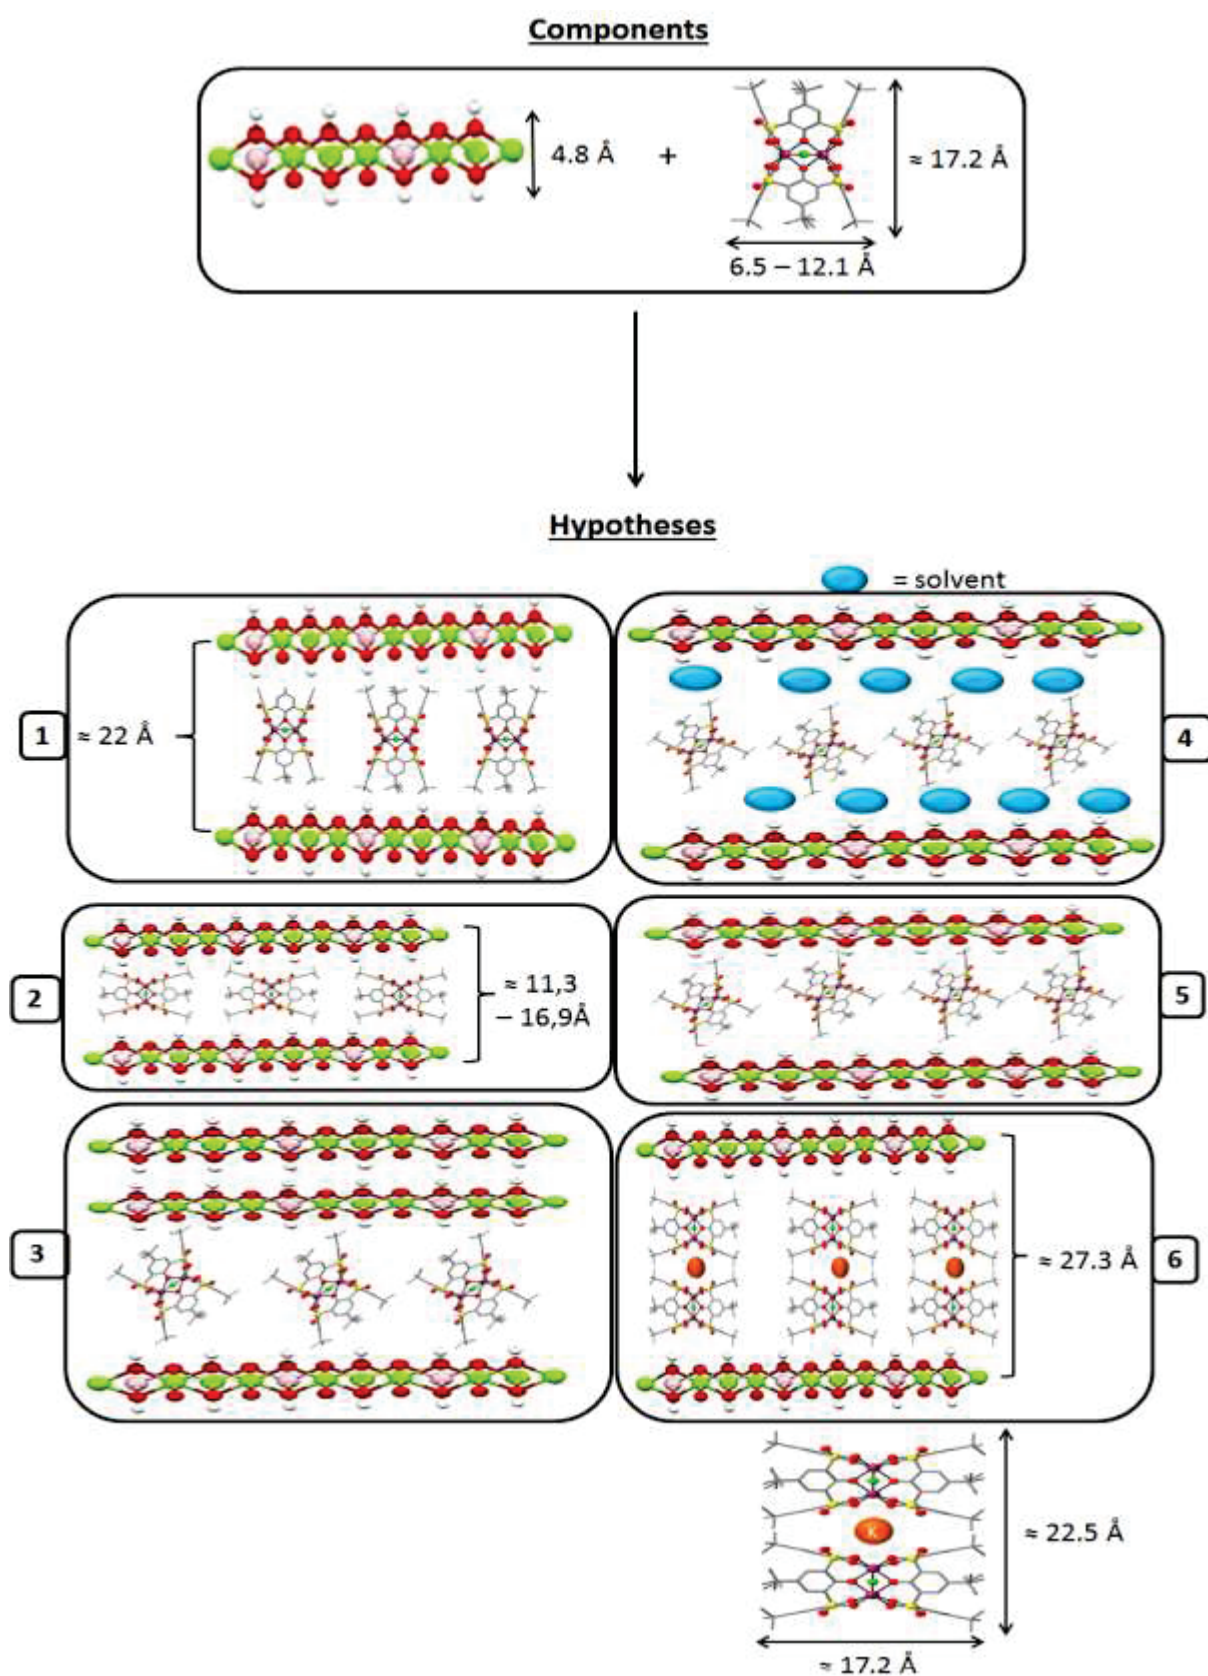 Components
4.8 Å
+
≈ 17.2 Å
6.5 – 12.1 Å
Hypotheses
= solvent
1
≈ 22 Å
4
2
≈ 11,3
– 16,9Å
5
3
≈ 27.3 Å
6
K
≈ 22.5 Å
≈ 17.2 Å